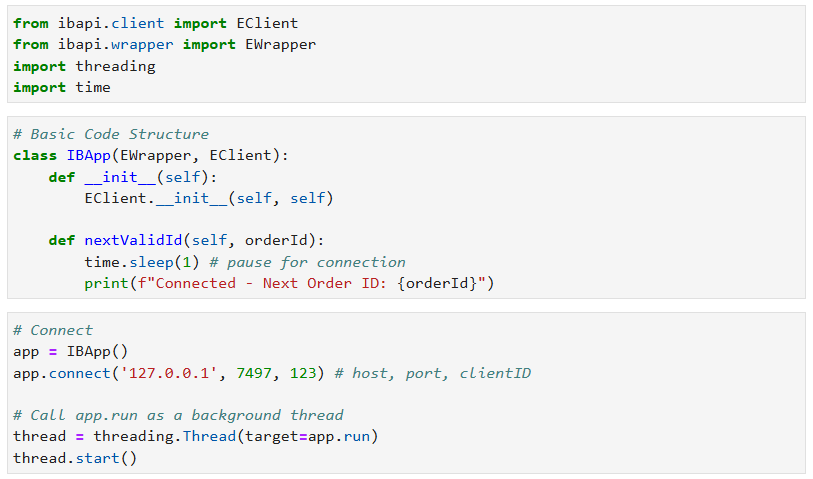 from ibapi.client import EClient
from ibapi.wrapper import EWrapper
import threading
import time
# Basic Code Structure
class IBApp(EWrapper, EClient):
    def __init__(self):
        EClient.__init__(self, self)
    def nextValidId(self, orderId):
        time.sleep(1) # pause for connection
        print(f"Connected - Next Order ID: {orderId}")
# Connect
app = IBApp()
app.connect('127.0.0.1', 7497, 123) # host, port, clientID
# Call app.run as a background thread
thread = threading.Thread(target=app.run)
thread.start()